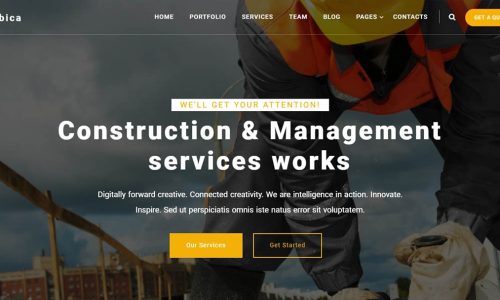 bica
HOME PORTFOLIO SERVICES TEAM BLOG PAGES CONTACTS
GET A
WE'LL GET YOUR ATTENTION!
Construction & Management
services works
Digitally forward creative. Connected creativity. We are intelligence in action. Innovate.
Inspire. Sed ut perspiciatis omnis iste natus error sit voluptatem.
Our Services Get Started